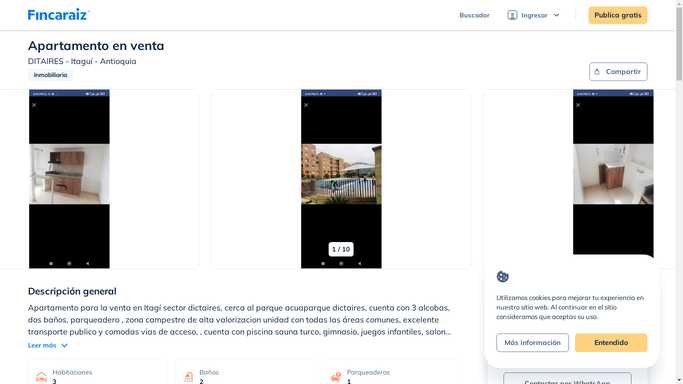 Fincaraiz
Buscador
Ingresar
Publica gratis
Apartamento en venta
DITAIRES - Itaguí - Antioquia
Inmobiliaria
Compartir
1 / 10
Descripción general
Apartamento para la venta en Itagí sector dictaires, cerca al parque acuaparque dictaires, cuenta con 3 alcobas,
dos baños, parqueadero , zona campestre de alta valorizacion unidad con todas las áreas comunes, excelente
transporte publico y comodas vias de acceso, , cuenta con piscina sauna turco, gimnasio, juegos infantiles, salon...
Leer más
Habitaciones
3
Baños
2
Parqueaderos
1
Utilizamos cookies para mejorar tu experiencia en
nuestro sitio web. Al continuar en el sitio
consideramos que aceptas su uso.
Más información
Entendido
Contactar por WhatsApp